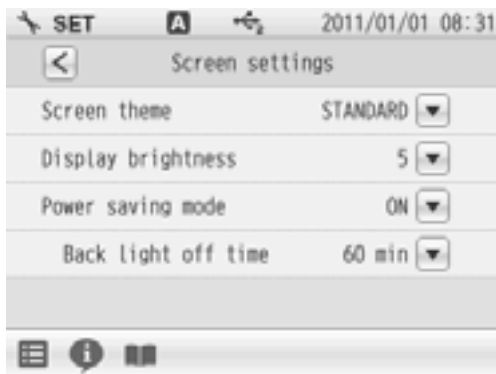 SET A 2011/01/01 08:31
Screen settings
Screen theme STANDARD
Display brightness 5
Power saving mode ON
Back light off time 60 min